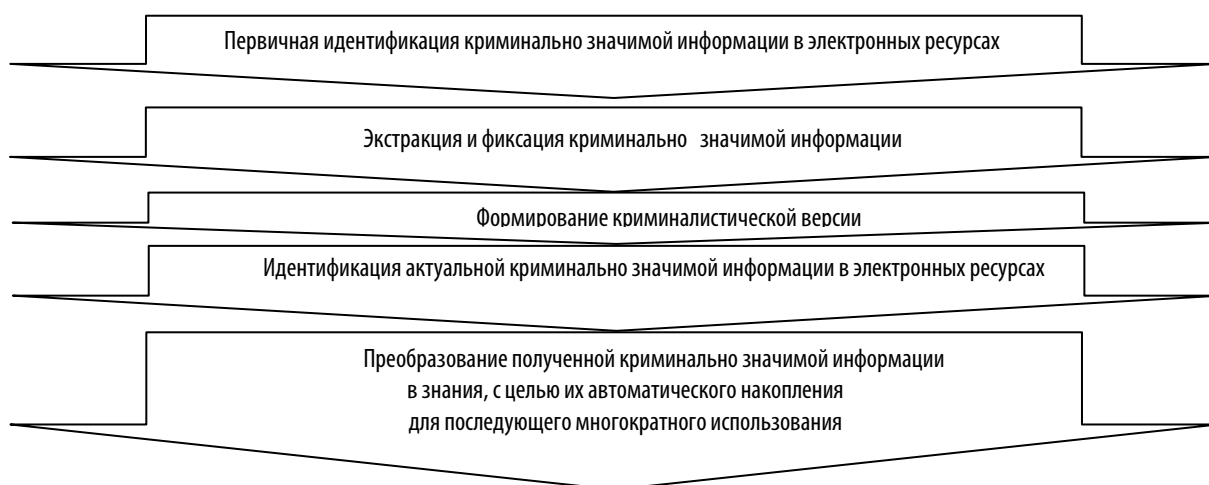 Первичная идентификация криминально значимой информации в электронных ресурсах
Экстракция и фиксация криминально значимой информации
Формирование криминалистической версии
Идентификация актуальной криминально значимой информации в электронных ресурсах
Преобразование полученной криминально значимой информации
в знания, с целью их автоматического накопления
для последующего многократного использования